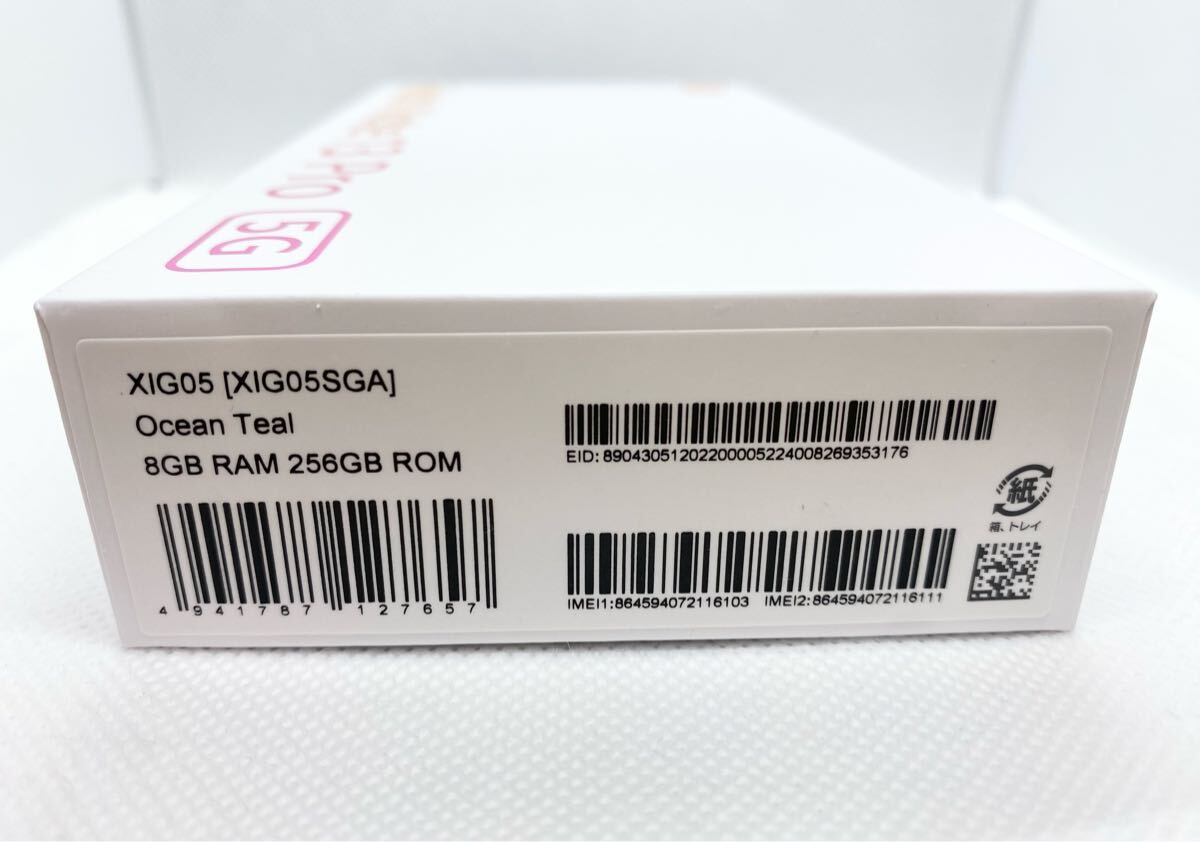 5G
XIG05 [XIG05SGA]
Ocean Teal
8GB RAM 256GB ROM
4 941787 127657
EID: 89043051202200005224008269353176
紙
箱、トレイ
IMEI1:864594072116103 IMEI2:864594072116111